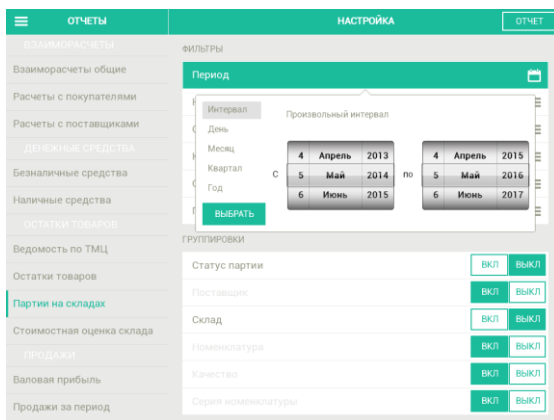 ОТЧЕТЫ
НАСТРОЙКА
ОТЧЕТ
ВЗАИМОРАСЧЕТЫ
Взаиморасчеты общие
Расчеты с покупателями
Расчеты с поставщиками
ДЕНЕЖНЫЕ СРЕДСТВА
Безналичные средства
Наличные средства
ОСТАТКИ ТОВАРОВ
Ведомость по ТМЦ
Остатки товаров
Партии на складах
Стоимостная оценка склада
ПРОДАЖИ
Валовая прибыль
Продажи за период
ФИЛЬТРЫ
Период
Интервал
День
Месяц
Квартал
Год
ВЫБРАТЬ
Произвольный интервал
С
4 Апрель 2013
5 Май 2014
6 Июнь 2015
по
4 Апрель 2015
5 Май 2016
6 Июнь 2017
ГРУППИРОВКИ
Статус партии ВКЛ ВЫКЛ
Поставщик ВКЛ ВЫКЛ
Склад ВКЛ ВЫКЛ
Номенклатура ВКЛ ВЫКЛ
Качество ВКЛ ВЫКЛ
Серия номенклатуры ВКЛ ВЫКЛ